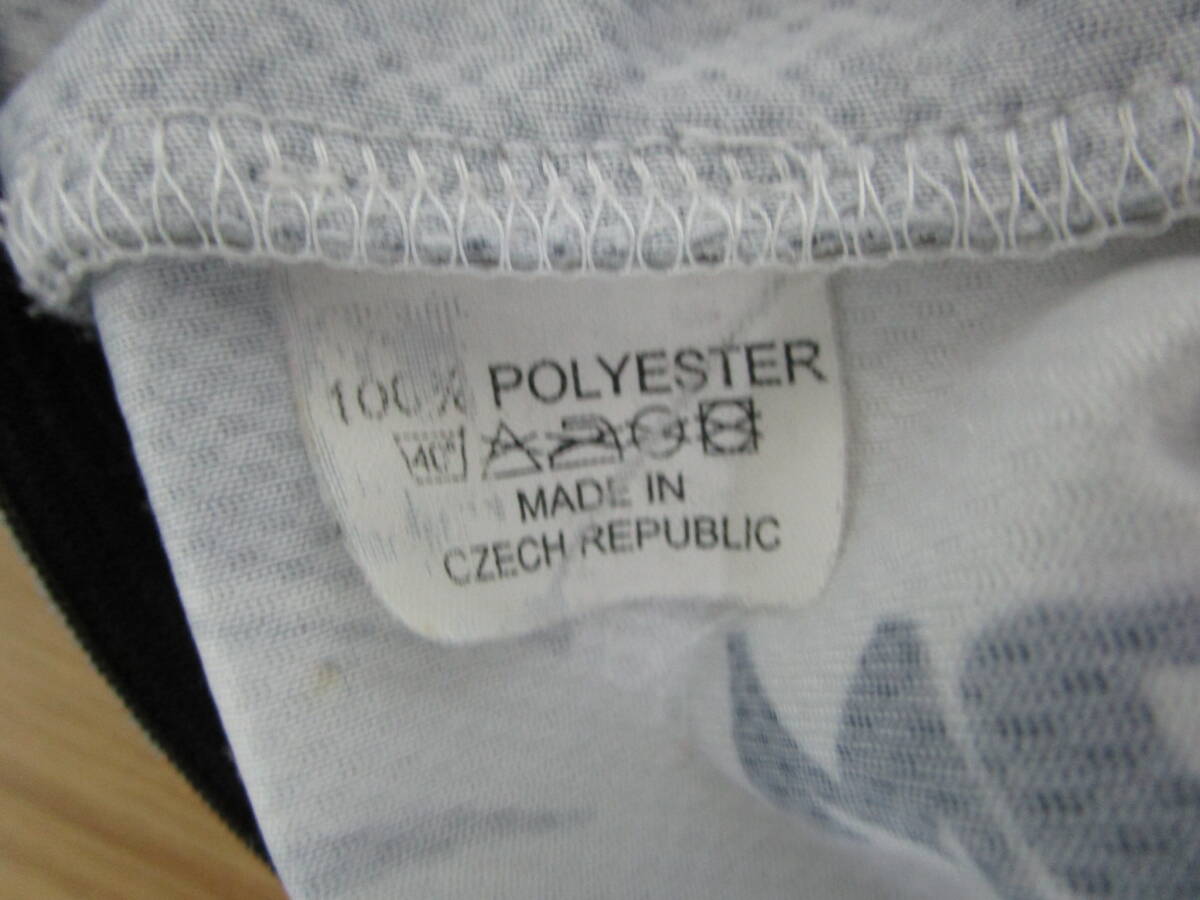 100% POLYESTER
40°
MADE IN
CZECH REPUBLIC